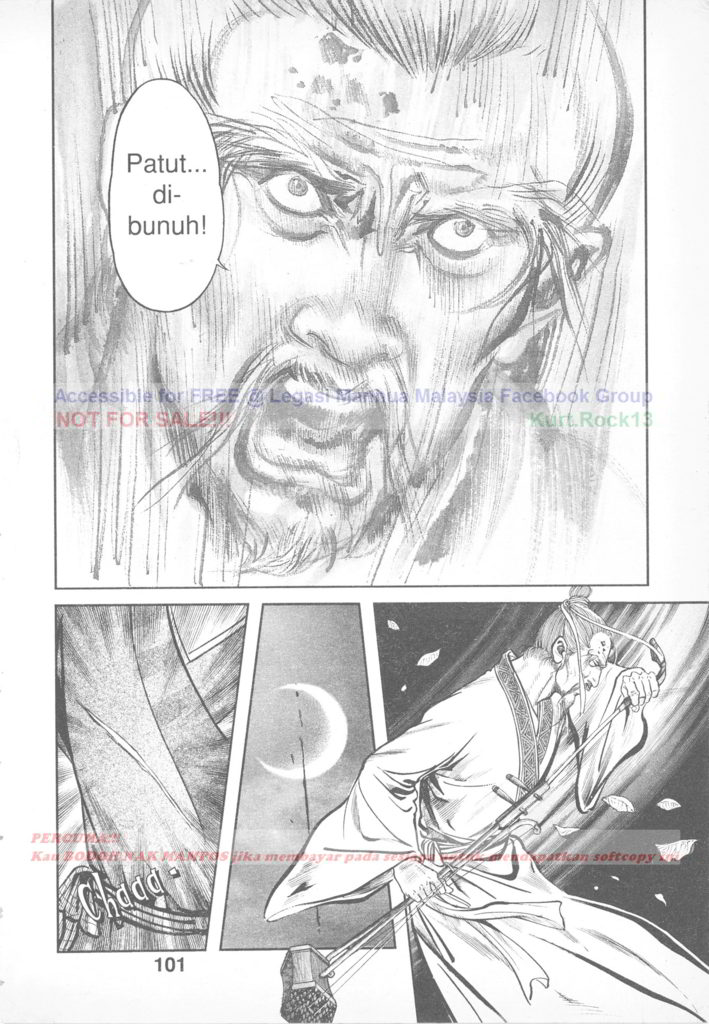 Patut...
di-
bunuh!
Accessible for FREE @ Legasi Manhua Malaysia Facebook Group
NOT FOR SALE!!! Kurt.Rock13
PERCUMA!!
Kau BODOH NAK MAMPOS jika membayar pada sesiapa untuk mendapatkan softcopy ini
Chaaa-
101